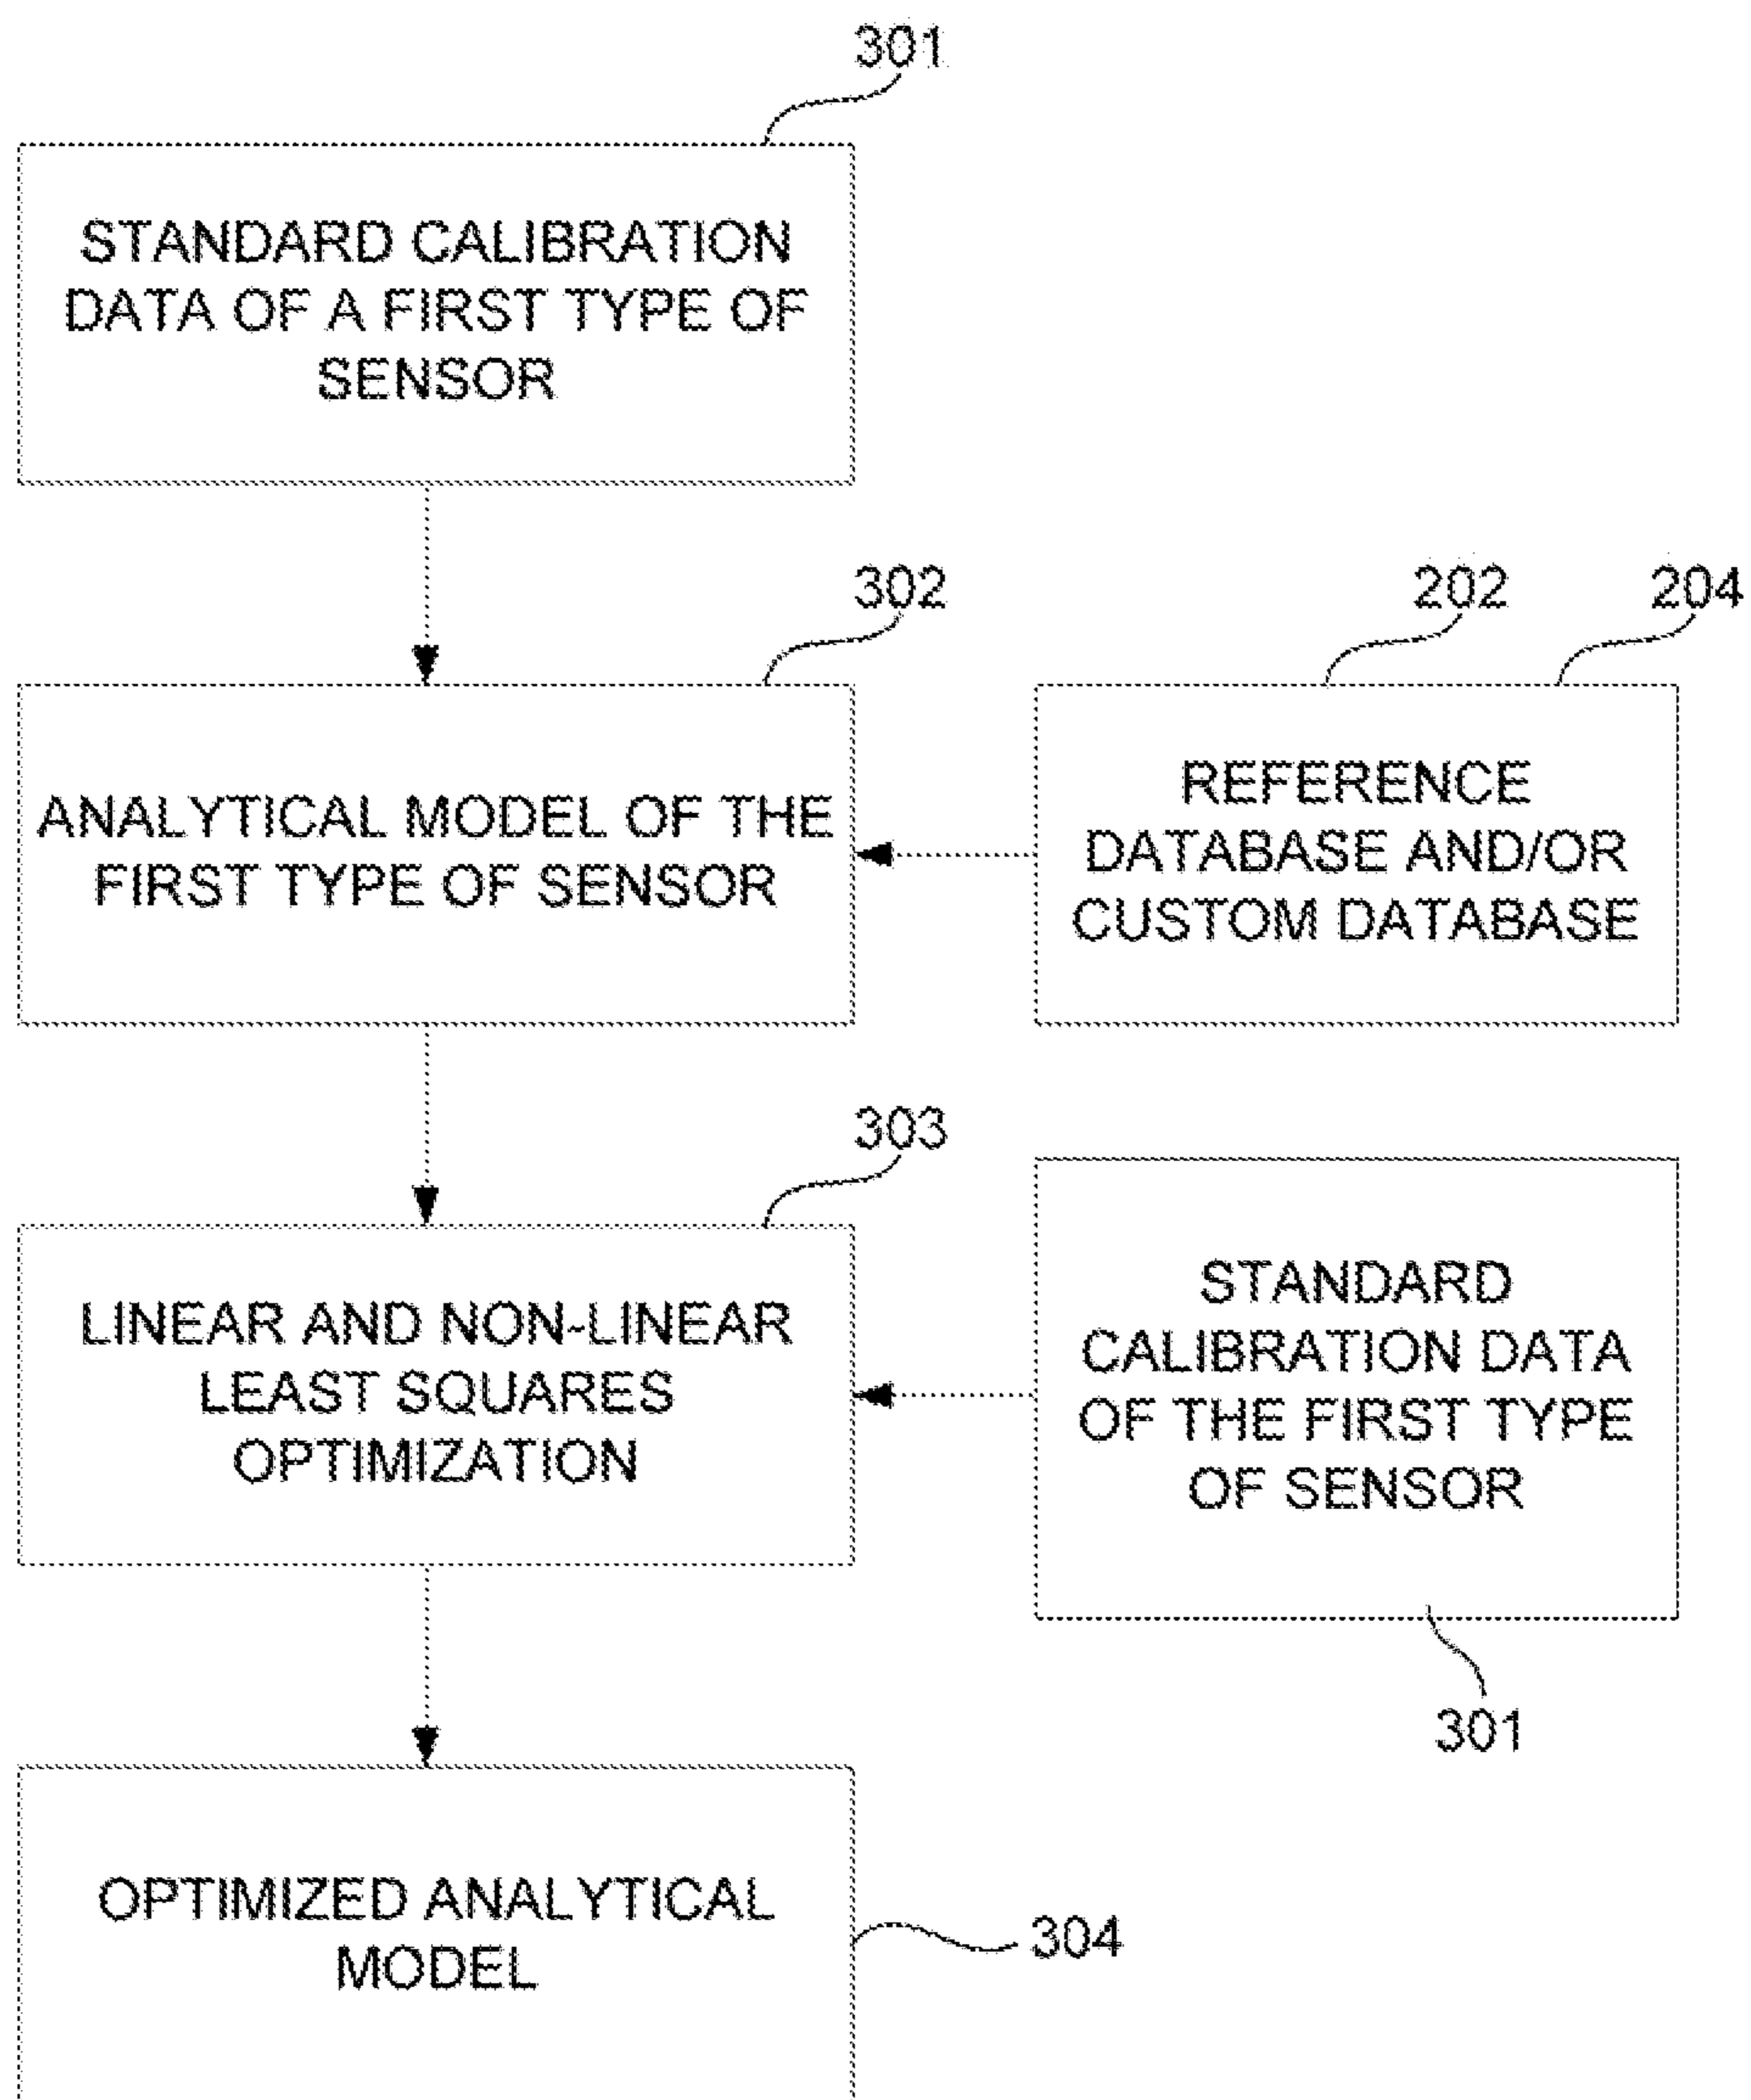 301
STANDARD CALIBRATION
DATA OF A FIRST TYPE OF
SENSOR
302
202
204
ANALYTICAL MODEL OF THE
FIRST TYPE OF SENSOR
REFERENCE
DATABASE AND/OR
CUSTOM DATABASE
303
LINEAR AND NON-LINEAR
LEAST SQUARES
OPTIMIZATION
STANDARD
CALIBRATION DATA
OF THE FIRST TYPE
OF SENSOR
301
OPTIMIZED ANALYTICAL
MODEL
304